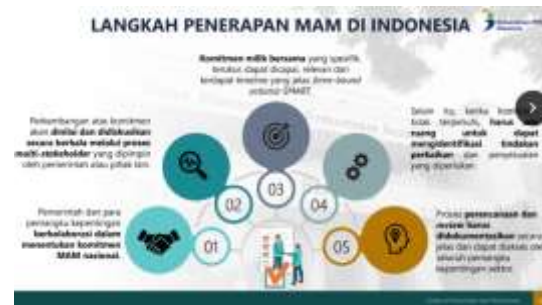 LANGKAH PENERAPAN MAM DI INDONESIA
Komitmen milik bersama yang spesifik,
terukur, dapat dicapai, relevan dan
terdapat timeline yang jelas (time-bound
SMART
Perkembangan atas komitmen
akan dinilai dan didiskusikan
secara berkala melalui proses
multi-stakeholder yang dipimpin
oleh pemerintah atau pihak lain.
Selain itu, ketika
tidak terpenuhi, harus
ruang untuk dapat
mengidentifikasi tindakan
perbaikan dan penyesuaian
yang diperlukan
Pemerintah dan para
pemangku kepentingan
berkolaborasi dalam
menentukan komitmen
MAM nasional.
Proses perencanaan dan
review harus
didokumentasikan secara
jelas dan dapat diakses oleh
seluruh pemangku
kepentingan sektor.
01
02
03
04
05